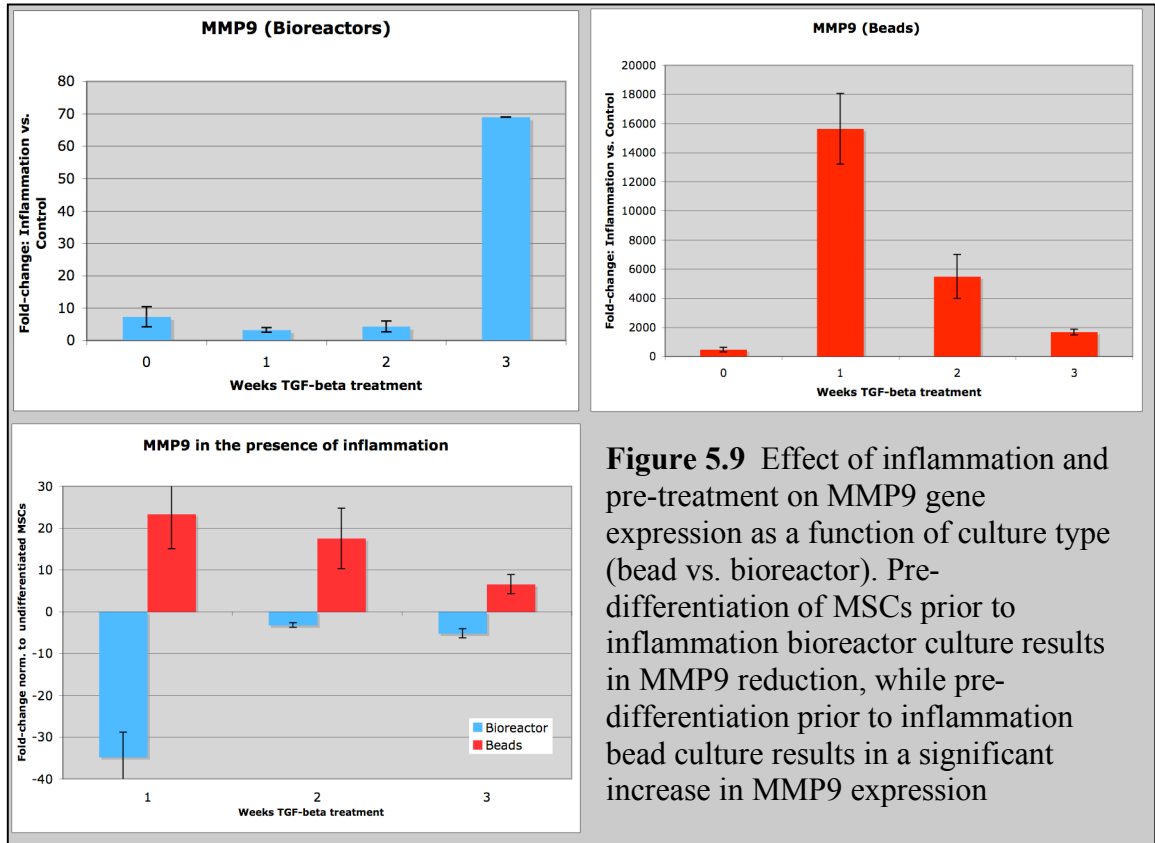 MMP9 (Bioreactors)
Fold-change: Inflammation vs.
Control
80
70
60
50
40
30
20
10
0
0 1 2 3
Weeks TGF-beta treatment
MMP9 (Beads)
Fold-change: Inflammation vs. Control
20000
18000
16000
14000
12000
10000
8000
6000
4000
2000
0
0 1 2 3
Weeks TGF-beta treatment
MMP9 in the presence of inflammation
Fold-change norm. to undifferentiated MSCs
30
20
10
0
-10
-20
-30
-40
Bioreactor
Beads
1 2 3
Weeks TGF-beta treatment
Figure 5.9 Effect of inflammation and
pre-treatment on MMP9 gene
expression as a function of culture type
(bead vs. bioreactor). Pre-
differentiation of MSCs prior to
inflammation bioreactor culture results
in MMP9 reduction, while pre-
differentiation prior to inflammation
bead culture results in a significant
increase in MMP9 expression